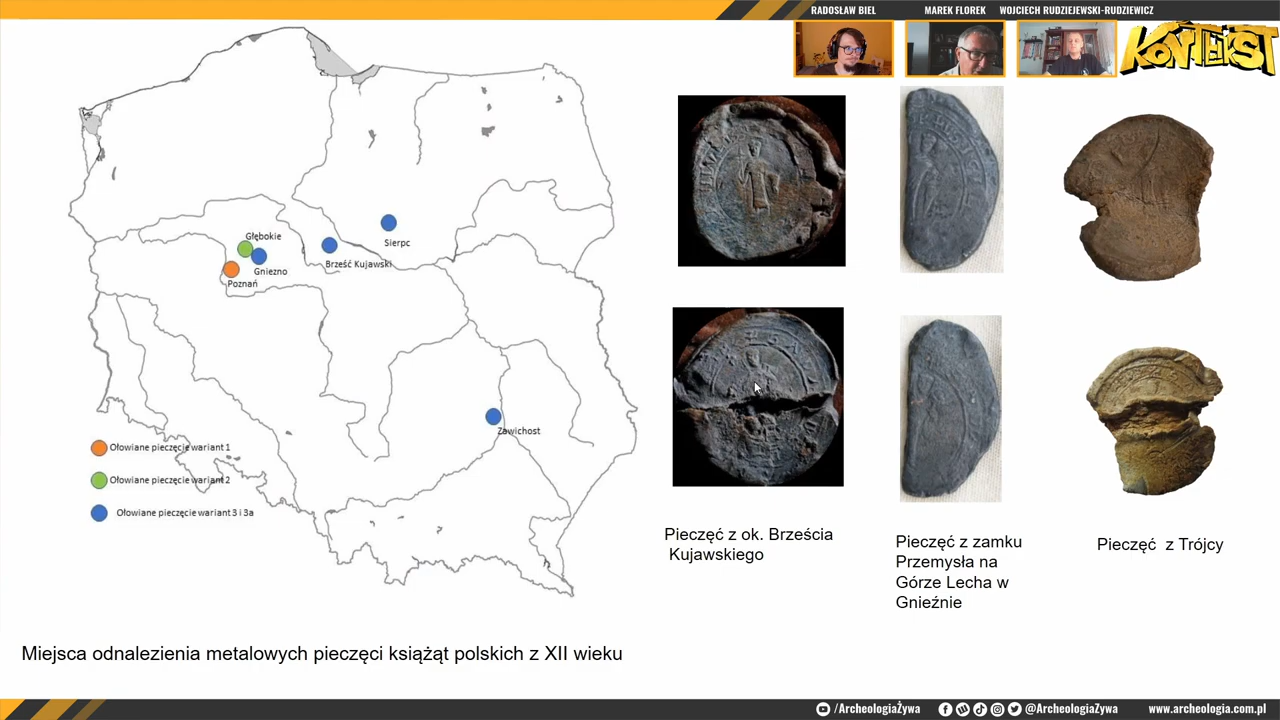 RADOSŁAW BIEL
MAREK FLOREK
WOJCIECH RUDZIEJEWSKI-RUDZIEWICZ
KONTEKST
Głębokie
Gniezno
Poznań
Sierpc
Brześć Kujawski
Zawichost
Ołowiane pieczęcie wariant 1
Ołowiane pieczęcie wariant 2
Ołowiane pieczęcie wariant 3 i 3a
Pieczęć z ok. Brześcia
Kujawskiego
Pieczęć z zamku
Przemysła na
Górze Lecha w
Gnieźnie
Pieczęć z Trójcy
Miejsca odnalezienia metalowych pieczęci książąt polskich z XII wieku
/ArcheologiaŻywa
@ArcheologiaŻywa
www.archeologia.com.pl